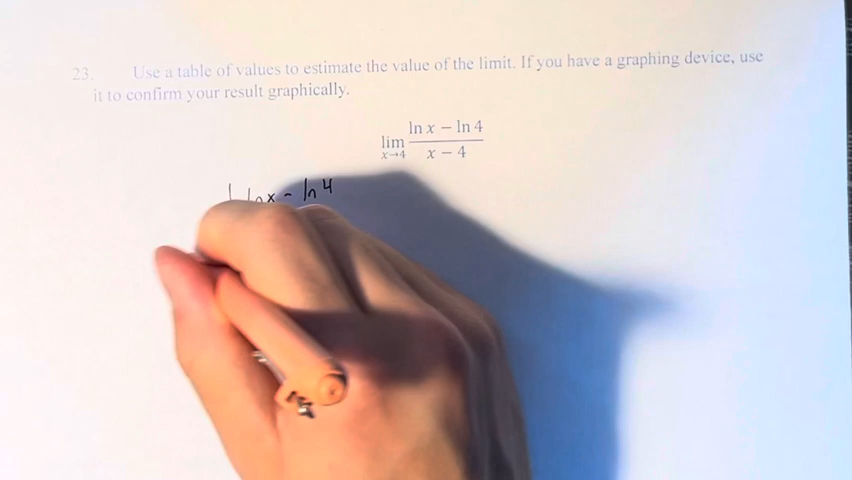 23. Use a table of values to estimate the value of the limit. If you have a graphing device, use
it to confirm your result graphically.
lim x→4 (ln x − ln 4)/(x − 4)
ln x - ln 4